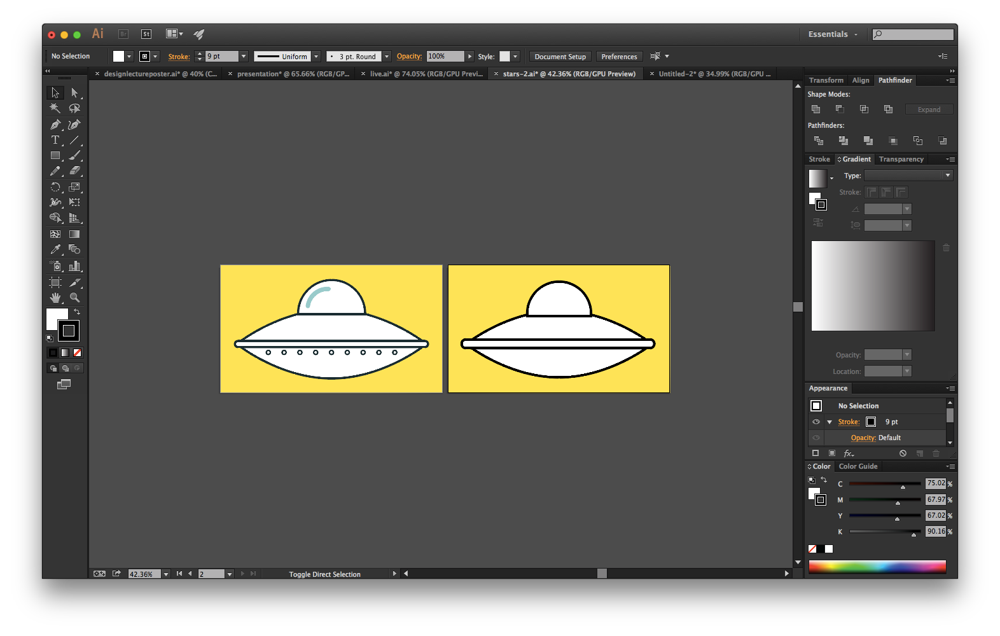 Ai Br St Essentials
No Selection Stroke: 9 pt Uniform 3 pt. Round Opacity: 100% Style: Document Setup Preferences
designlectureposter.ai* @ 40% (C... presentation* @ 65.66% (RGB/GP... live.ai* @ 74.05% (RGB/GPU Previ... stars-2.ai* @ 42.36% (RGB/GPU Preview) Untitled-2* @ 34.99% (RGB/GPU ...
Transform Align Pathfinder
Shape Modes:
Expand
Pathfinders:
Stroke Gradient Transparency
Type:
Stroke:
Opacity:
Location:
Appearance
No Selection
Stroke: 9 pt
Opacity: Default
fx
Color Color Guide
C 75.02 %
M 67.97 %
Y 67.02 %
K 90.16 %
T
42.36% 2 Toggle Direct Selection